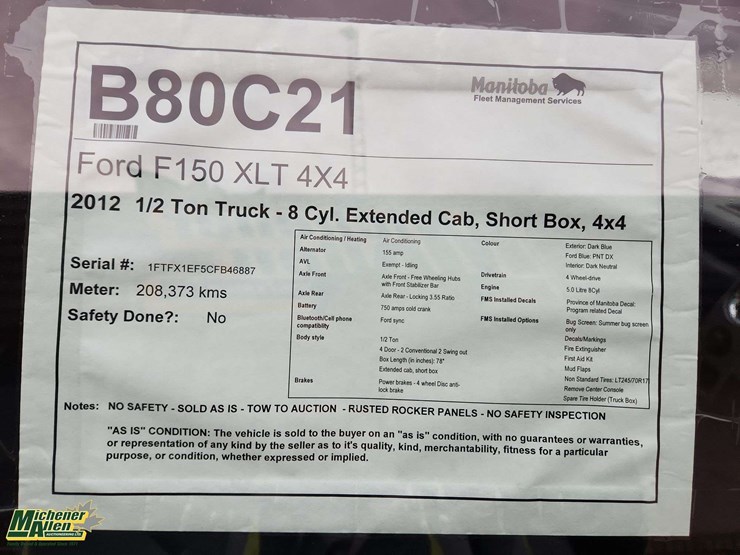 B80C21
Manitoba
Fleet Management Services
Ford F150 XLT 4X4
2012 1/2 Ton Truck - 8 Cyl. Extended Cab, Short Box, 4x4
Serial #: 1FTFX1EF5CFB46887
Meter: 208,373 kms
Safety Done?: No
Air Conditioning / Heating Air Conditioning
Alternator 155 amp
AVL Exempt - Idling
Axle Front Axle Front - Free Wheeling Hubs
with Front Stabilizer Bar
Axle Rear Axle Rear - Locking 3.55 Ratio
Battery 750 amps cold crank
Bluetooth/Cell phone Ford sync
compatiblity
Body style 1/2 Ton
4 Door - 2 Conventional 2 Swing out
Box Length (in inches): 78"
Extended cab, short box
Brakes Power brakes - 4 wheel Disc anti-
lock brake
Colour Exterior: Dark Blue
Ford Blue: PNT DX
Interior: Dark Neutral
Drivetrain 4 Wheel-drive
Engine 5.0 Litre 8Cyl
FMS Installed Decals Province of Manitoba Decal:
Program related Decal
FMS Installed Options Bug Screen: Summer bug screen
only
Decals/Markings
Fire Extinguisher
First Aid Kit
Mud Flaps
Non Standard Tires: LT245/70R17
Remove Center Console
Spare Tire Holder (Truck Box)
Notes: NO SAFETY - SOLD AS IS - TOW TO AUCTION - RUSTED ROCKER PANELS - NO SAFETY INSPECTION
"AS IS" CONDITION: The vehicle is sold to the buyer on an "as is" condition, with no guarantees or warranties,
or representation of any kind by the seller as to it's quality, kind, merchantability, fitness for a particular
purpose, or condition, whether expressed or implied.
Michener
Allen
AUCTIONEERING LTD.